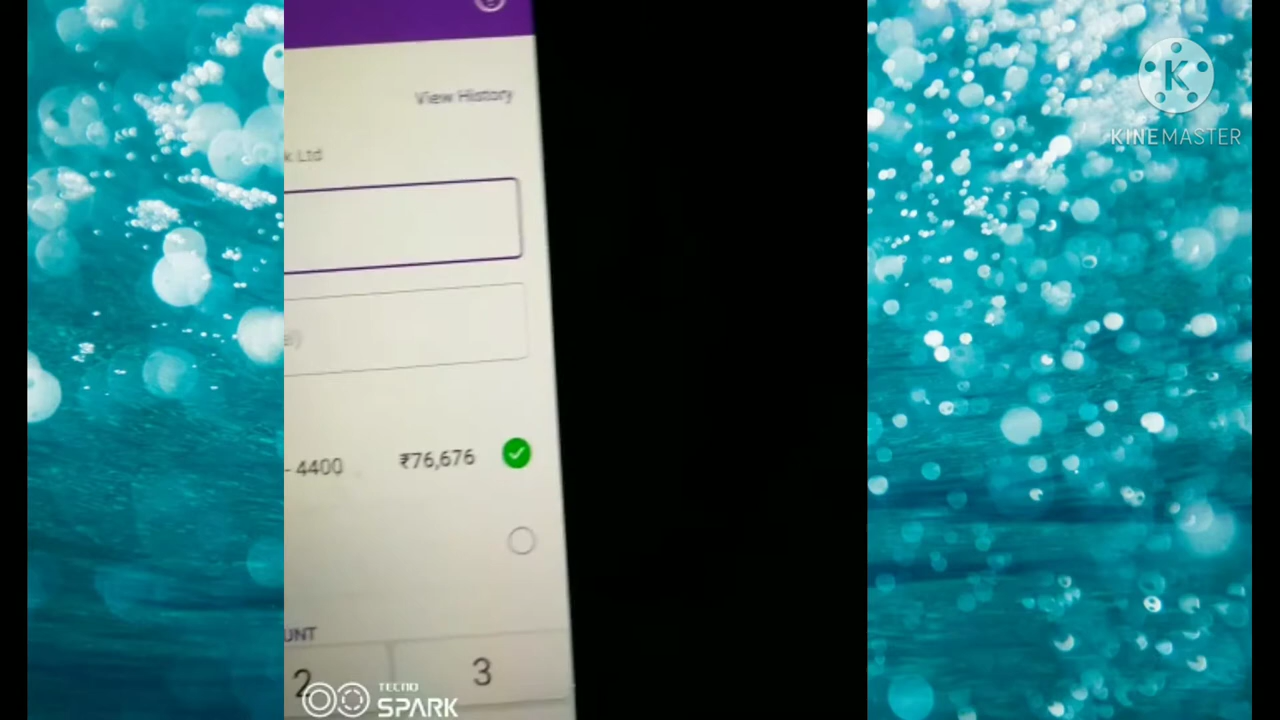 View History
k Ltd
- 4400 ₹76,676
UNT
2 3
K
KINEMASTER
TECNO
SPARK